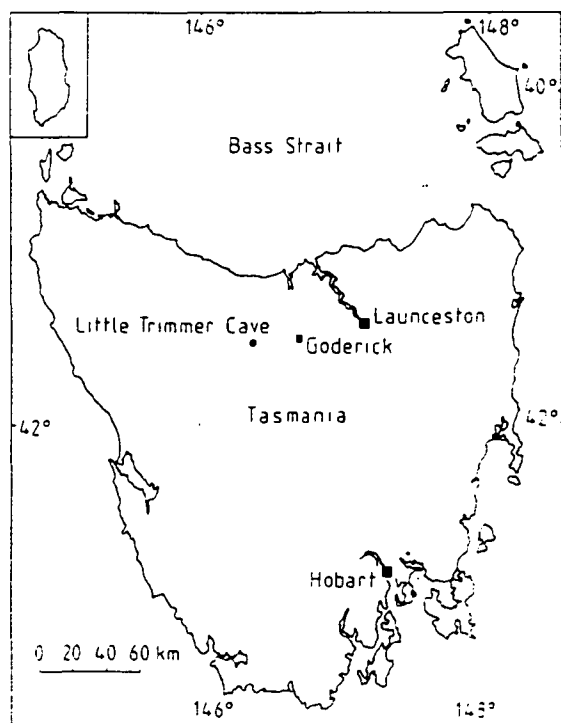 146°
148°
40°
Bass Strait
Launceston
Little Trimmer Cave
Goderick
Tasmania
42°
42°
Hobart
0 20 40 60 km
146°
148°